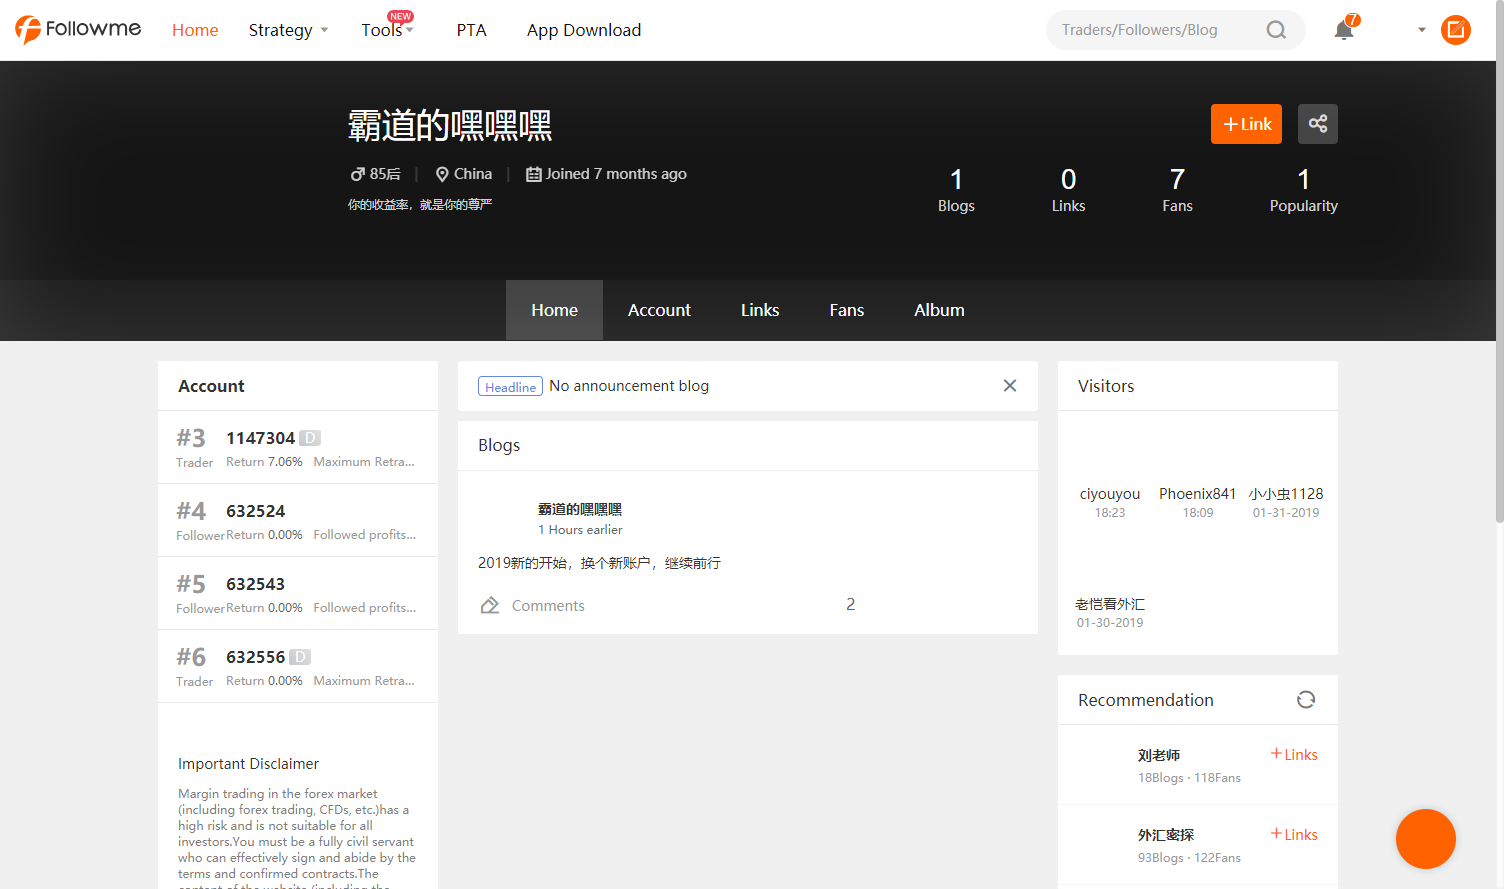 Followme Home Strategy Tools NEW PTA App Download Traders/Followers/Blog 7
霸道的嘿嘿嘿
+Link
85后 | China | Joined 7 months ago
你的收益率，就是你的尊严
1 0 7 1
Blogs Links Fans Popularity
Home Account Links Fans Album
Account
#3 1147304 D
Trader Return 7.06% Maximum Retra...
#4 632524
Follower Return 0.00% Followed profits...
#5 632543
Follower Return 0.00% Followed profits...
#6 632556 D
Trader Return 0.00% Maximum Retra...
Important Disclaimer
Margin trading in the forex market
(including forex trading, CFDs, etc.)has a
high risk and is not suitable for all
investors.You must be a fully civil servant
who can effectively sign and abide by the
terms and confirmed contracts.The
content of the website (including the
Headline No announcement blog
Blogs
霸道的嘿嘿嘿
1 Hours earlier
2019新的开始，换个新账户，继续前行
Comments 2
Visitors
ciyouyou Phoenix841 小小虫1128
18:23 18:09 01-31-2019
老恺看外汇
01-30-2019
Recommendation
刘老师 +Links
18Blogs · 118Fans
外汇密探 +Links
93Blogs · 122Fans